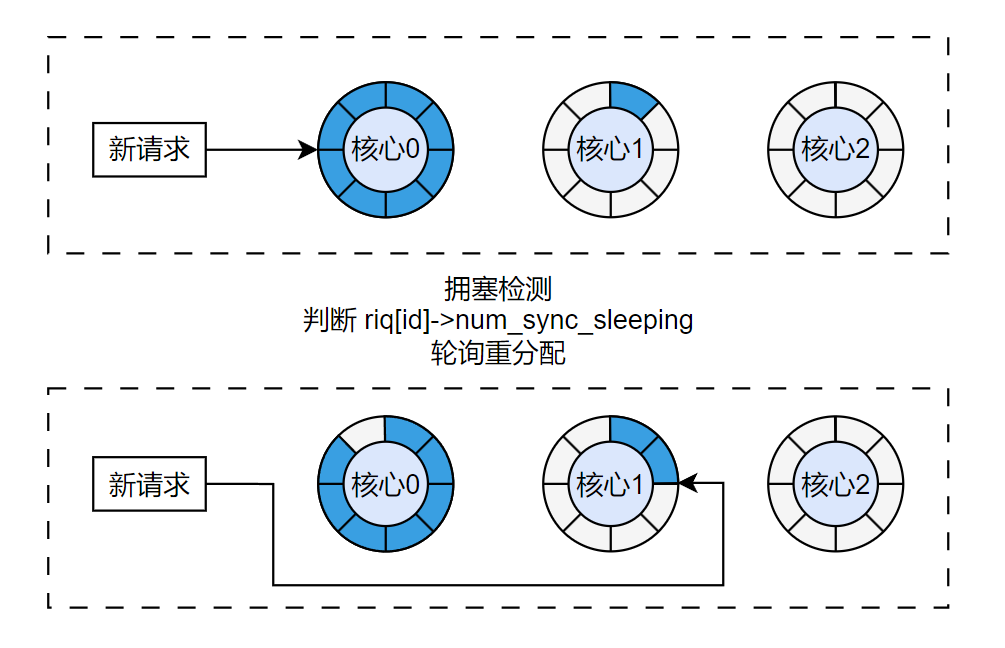 新请求
核心0
核心1
核心2
拥塞检测
判断 riq[id]->num_sync_sleeping
轮询重分配
新请求
核心0
核心1
核心2